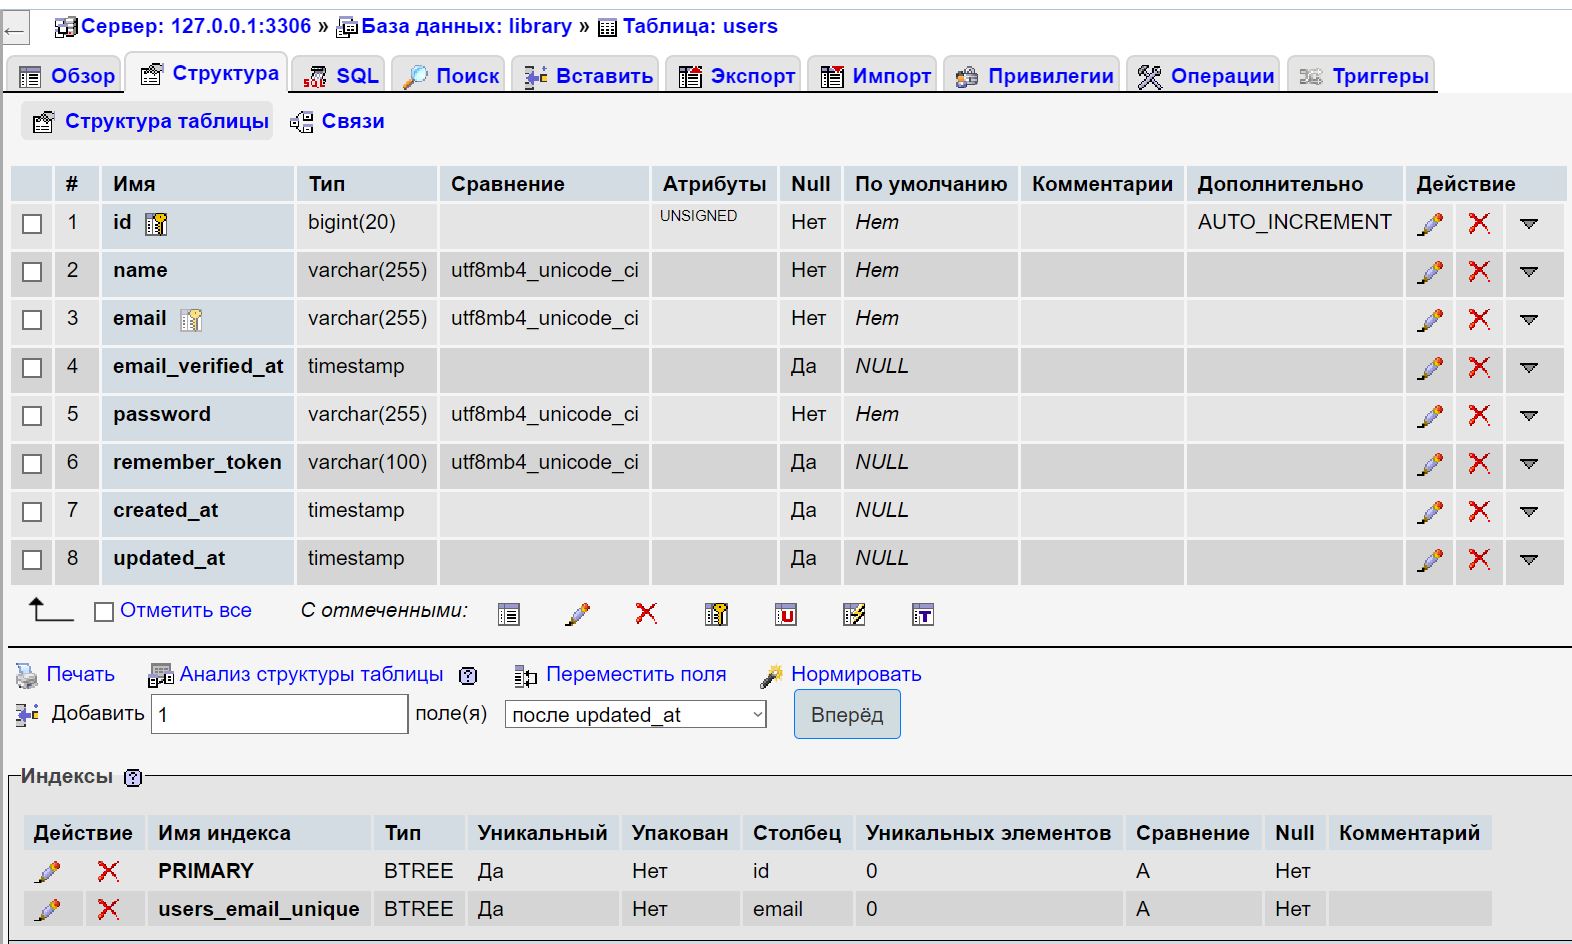 Сервер: 127.0.0.1:3306 » База данных: library » Таблица: users
Обзор Структура SQL Поиск Вставить Экспорт Импорт Привилегии Операции Триггеры
Структура таблицы Связи
# Имя Тип Сравнение Атрибуты Null По умолчанию Комментарии Дополнительно Действие
1 id bigint(20) UNSIGNED Нет Нет AUTO_INCREMENT
2 name varchar(255) utf8mb4_unicode_ci Нет Нет
3 email varchar(255) utf8mb4_unicode_ci Нет Нет
4 email_verified_at timestamp Да NULL
5 password varchar(255) utf8mb4_unicode_ci Нет Нет
6 remember_token varchar(100) utf8mb4_unicode_ci Да NULL
7 created_at timestamp Да NULL
8 updated_at timestamp Да NULL
Отметить все С отмеченными:
Печать Анализ структуры таблицы Переместить поля Нормировать
Добавить 1 поле(я) после updated_at Вперёд
Индексы
Действие Имя индекса Тип Уникальный Упакован Столбец Уникальных элементов Сравнение Null Комментарий
PRIMARY BTREE Да Нет id 0 A Нет
users_email_unique BTREE Да Нет email 0 A Нет